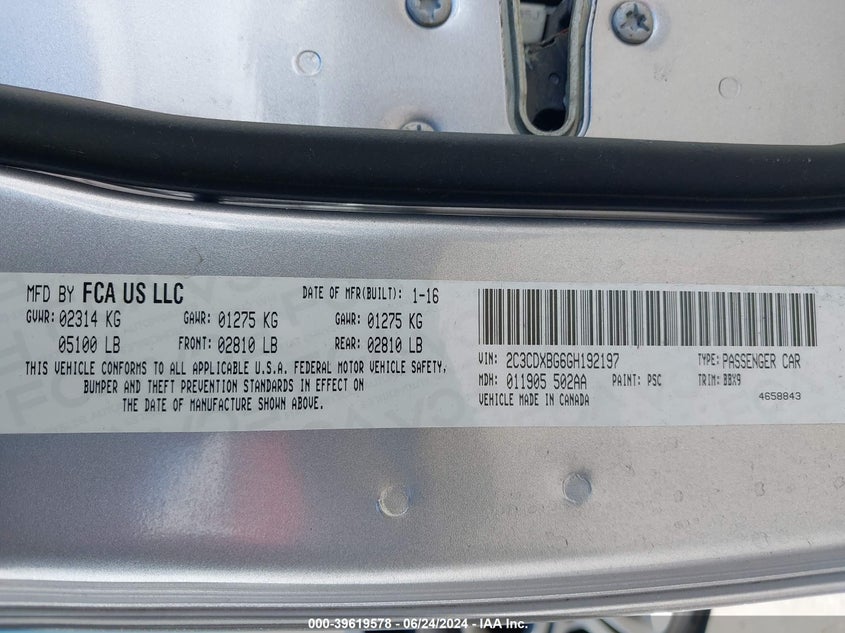 MFD BY FCA US LLC DATE OF MFR(BUILT): 1-16
GVWR: 02314 KG GAWR: 01275 KG GAWR: 01275 KG
05100 LB FRONT: 02810 LB REAR: 02810 LB
THIS VEHICLE CONFORMS TO ALL APPLICABLE U.S.A. FEDERAL MOTOR VEHICLE SAFETY,
BUMPER AND THEFT PREVENTION STANDARDS IN EFFECT ON
THE DATE OF MANUFACTURE SHOWN ABOVE.
VIN: 2C3CDXBG6GH192197 TYPE: PASSENGER CAR
MDH: 011905 502AA PAINT: PSC TRIM: BBX9
VEHICLE MADE IN CANADA 4658843
000-39619578 - 06/24/2024 - IAA Inc.